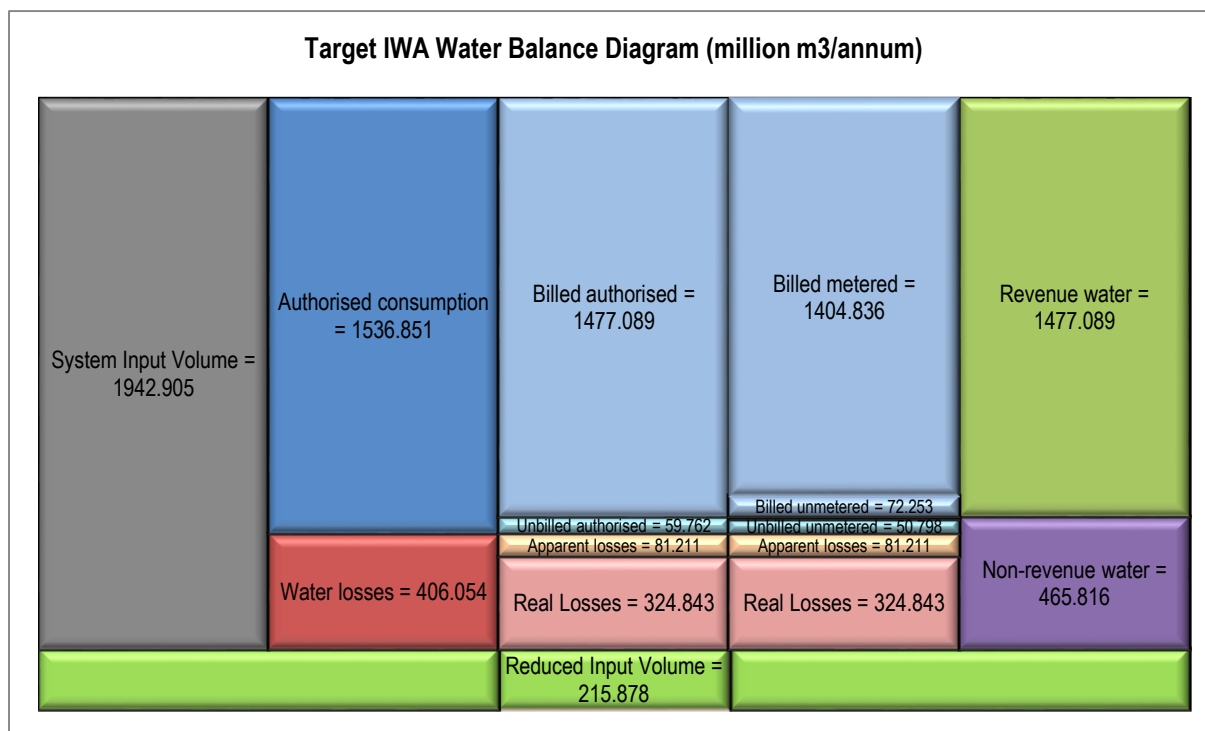 Target IWA Water Balance Diagram (million m3/annum)
System Input Volume =
1942.905
Authorised consumption
= 1536.851
Water losses = 406.054
Billed authorised =
1477.089
Unbilled authorised = 59.762
Apparent losses = 81.211
Real Losses = 324.843
Billed metered =
1404.836
Billed unmetered = 72.253
Unbilled unmetered = 50.798
Apparent losses = 81.211
Real Losses = 324.843
Revenue water =
1477.089
Non-revenue water =
465.816
Reduced Input Volume =
215.878